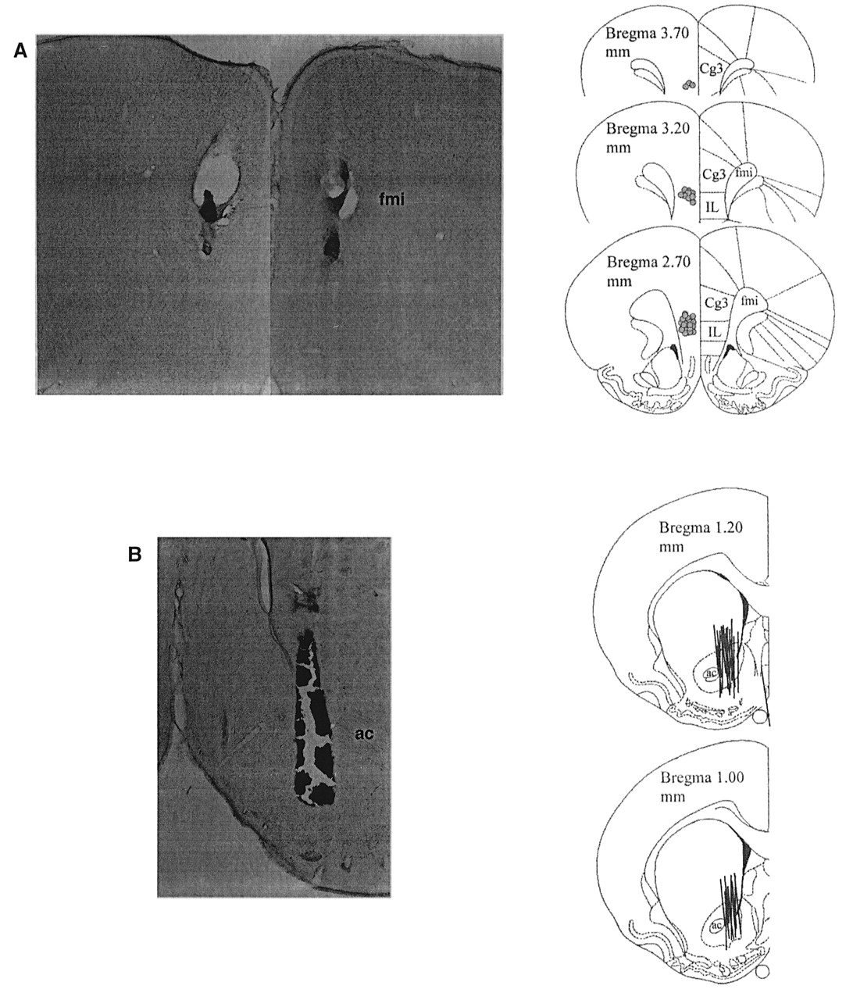 A
fmi
Bregma 3.70
mm
Cg3
Bregma 3.20
mm
Cg3
fmi
IL
Bregma 2.70
mm
Cg3
fmi
IL
B
ac
Bregma 1.20
mm
ac
Bregma 1.00
mm
ac